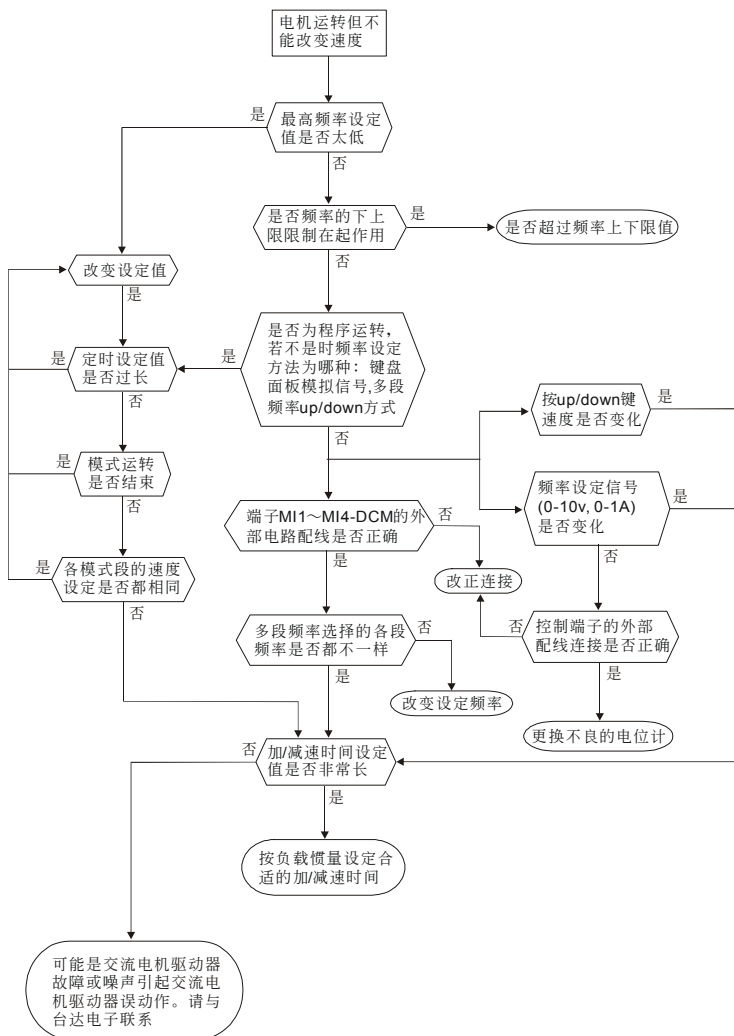 电机运转但不
能改变速度
是
最高频率设定
值是否太低
否
是否频率的下上
限限制在起作用
是
是否超过频率上下限值
否
改变设定值
是
是否为程序运转，
若不是时频率设定
方法为哪种：键盘
面板模拟信号,多段
频率up/down方式
是
定时设定值
是否过长
是
否
否
按up/down键
速度是否变化
是
是
模式运转
是否结束
否
频率设定信号
(0-10v, 0-1A)
是否变化
是
否
端子MI1～MI4-DCM的外
部电路配线是否正确
否
是
改正连接
是
各模式段的速度
设定是否都相同
否
多段频率选择的各段
频率是否都不一样
否
是
否
控制端子的外部
配线连接是否正确
是
改变设定频率
更换不良的电位计
否
加/减速时间设定
值是否非常长
是
按负载惯量设定合
适的加/减速时间
可能是交流电机驱动器
故障或噪声引起交流电
机驱动器误动作。请与
台达电子联系